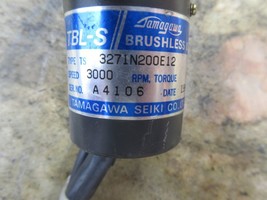 Tamagawa
TBL-S BRUSHLESS
TYPE TS 3271N200E12
SPEED 3000 RPM, TORQUE
SER NO. A4106 DATE
TAMAGAWA SEIKI CO.